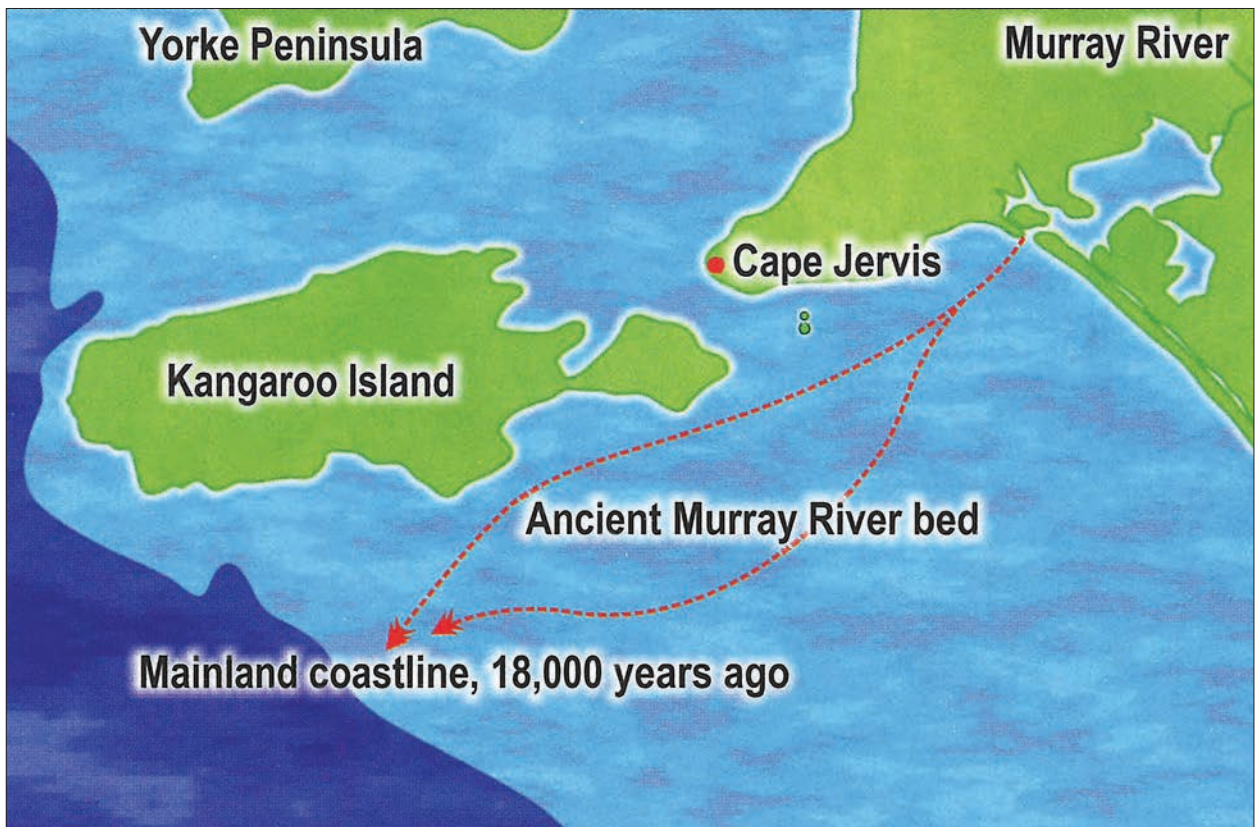 Yorke Peninsula
Murray River
Cape Jervis
Kangaroo Island
Ancient Murray River bed
Mainland coastline, 18,000 years ago